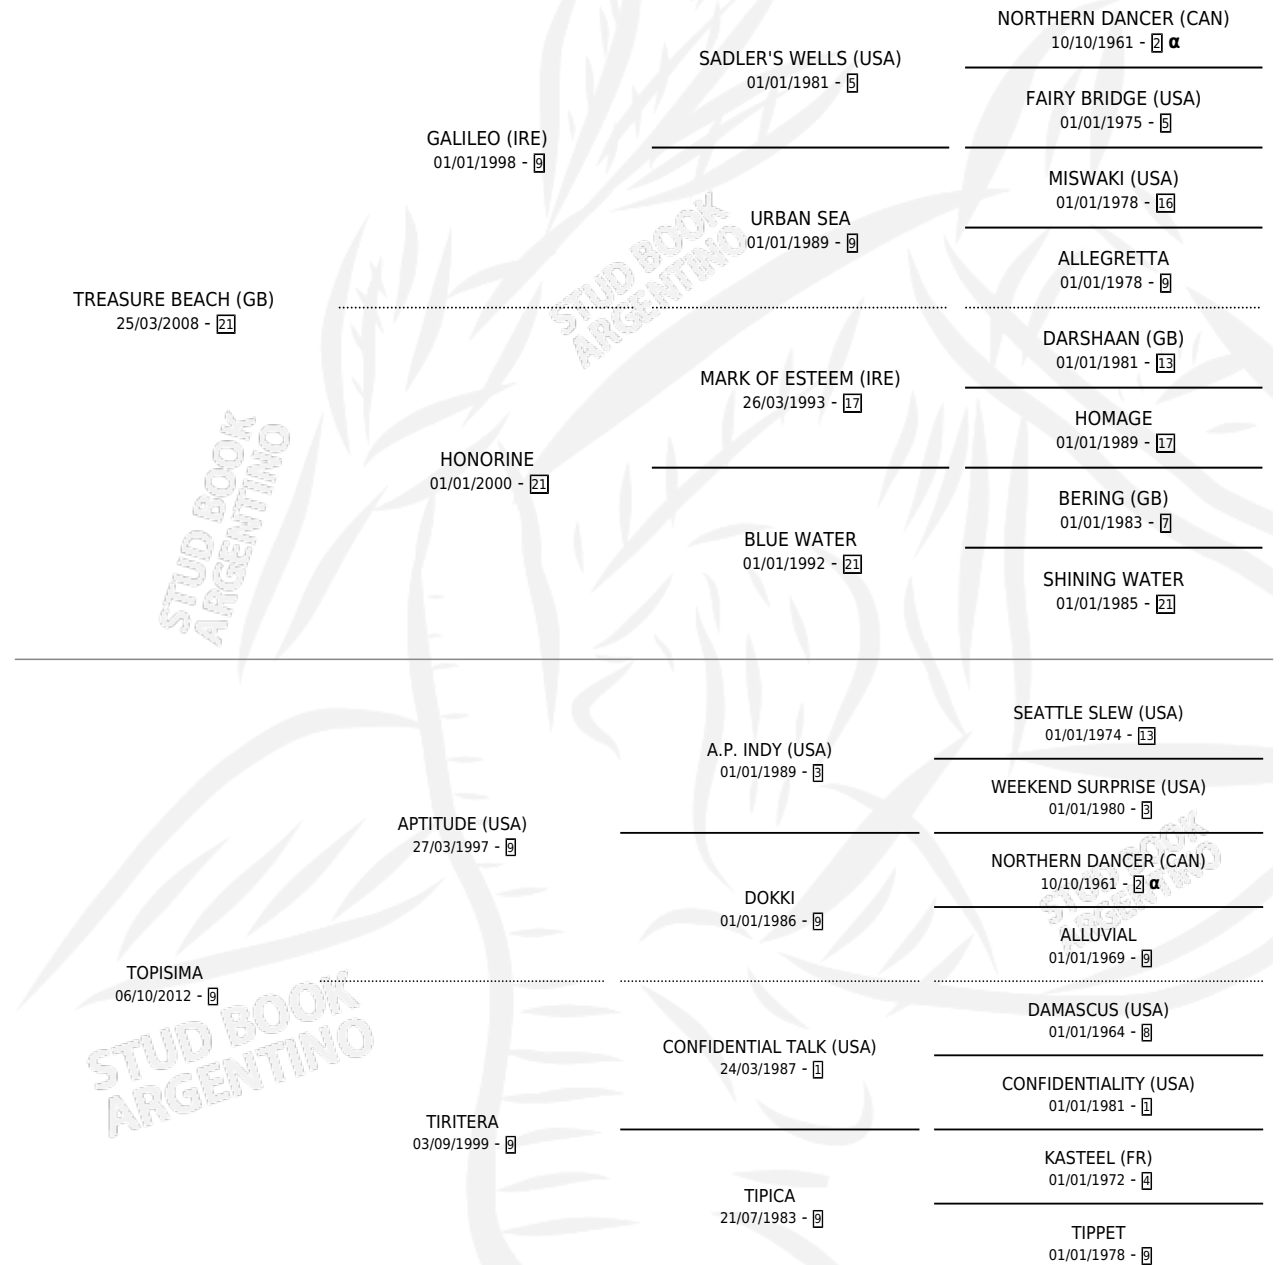 NORTHERN DANCER (CAN)
10/10/1961 - 2 α
SADLER'S WELLS (USA)
01/01/1981 - 5
FAIRY BRIDGE (USA)
01/01/1975 - 5
GALILEO (IRE)
01/01/1998 - 9
MISWAKI (USA)
01/01/1978 - 16
URBAN SEA
01/01/1989 - 9
ALLEGRETTA
01/01/1978 - 9
TREASURE BEACH (GB)
25/03/2008 - 21
DARSHAAN (GB)
01/01/1981 - 13
MARK OF ESTEEM (IRE)
26/03/1993 - 17
HOMAGE
01/01/1989 - 17
HONORINE
01/01/2000 - 21
BERING (GB)
01/01/1983 - 7
BLUE WATER
01/01/1992 - 21
SHINING WATER
01/01/1985 - 21
SEATTLE SLEW (USA)
01/01/1974 - 13
A.P. INDY (USA)
01/01/1989 - 3
WEEKEND SURPRISE (USA)
01/01/1980 - 3
APTITUDE (USA)
27/03/1997 - 9
NORTHERN DANCER (CAN)
10/10/1961 - 2 α
DOKKI
01/01/1986 - 9
ALLUVIAL
01/01/1969 - 9
TOPISIMA
06/10/2012 - 9
DAMASCUS (USA)
01/01/1964 - 8
CONFIDENTIAL TALK (USA)
24/03/1987 - 1
CONFIDENTIALITY (USA)
01/01/1981 - 1
TIRITERA
03/09/1999 - 9
KASTEEL (FR)
01/01/1972 - 4
TIPICA
21/07/1983 - 9
TIPPET
01/01/1978 - 9
STUD BOOK
ARGENTINO
STUD BOOK
ARGENTINO
STUD BOOK
ARGENTINO
STUD BOOK
ARGENTINO